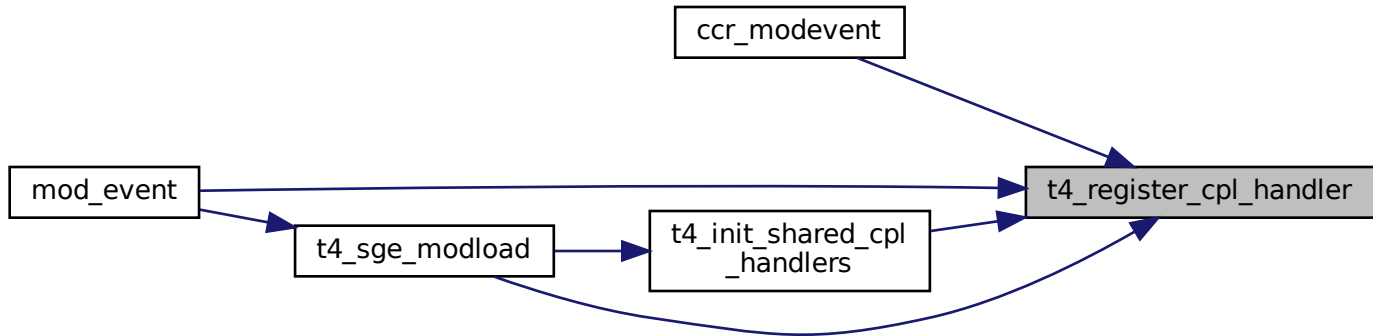 ccr_modevent
mod_event
t4_register_cpl_handler
t4_sge_modload
t4_init_shared_cpl
_handlers